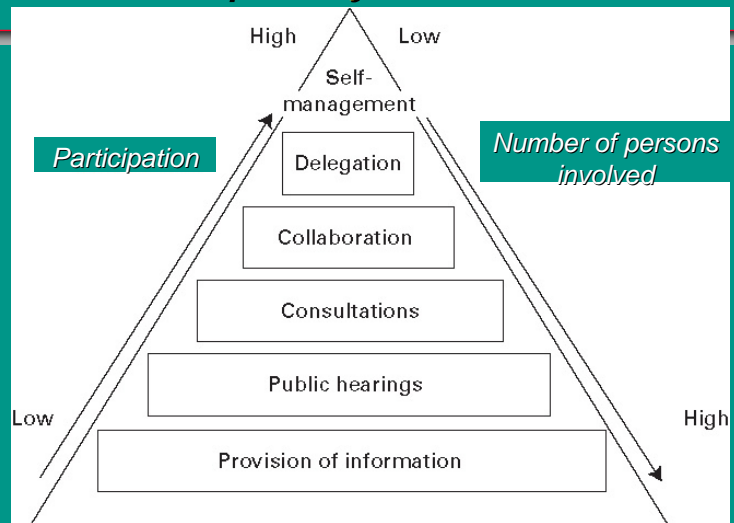 High Low
Self-
management
Participation
Number of persons
involved
Delegation
Collaboration
Consultations
Public hearings
Low
High
Provision of information